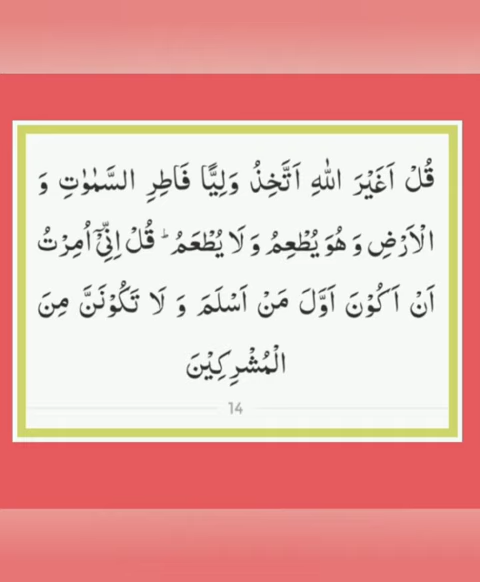 قُلْ اَغَيْرَ اللّٰهِ اَتَّخِذُ وَلِيًّا فَاطِرِ السَّمٰوٰتِ وَ
الْاَرْضِ وَ هُوَ يُطْعِمُ وَ لَا يُطْعَمُ ؕ قُلْ اِنِّيْۤ اُمِرْتُ
اَنْ اَكُوْنَ اَوَّلَ مَنْ اَسْلَمَ وَ لَا تَكُوْنَنَّ مِنَ
الْمُشْرِكِيْنَ
14